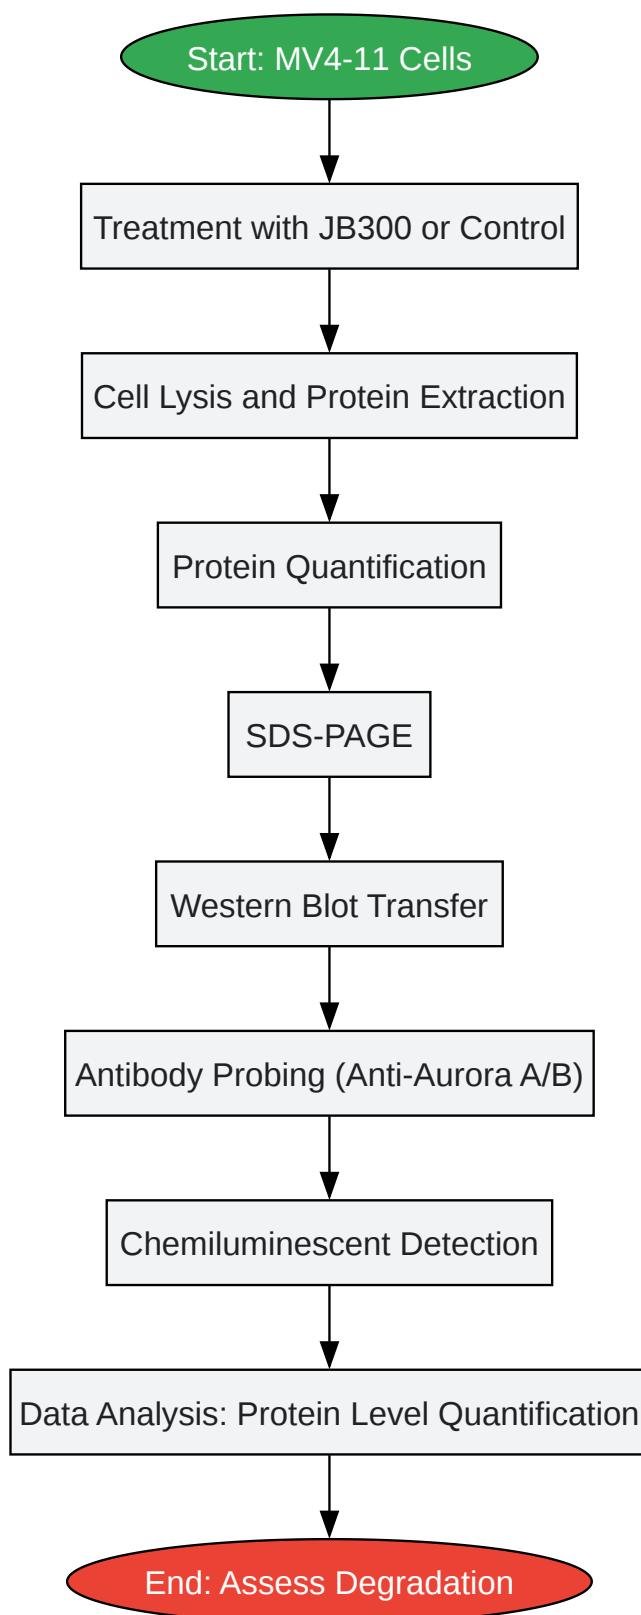 Start: MV4-11 Cells
Treatment with JB300 or Control
Cell Lysis and Protein Extraction
Protein Quantification
SDS-PAGE
Western Blot Transfer
Antibody Probing (Anti-Aurora A/B)
Chemiluminescent Detection
Data Analysis: Protein Level Quantification
End: Assess Degradation